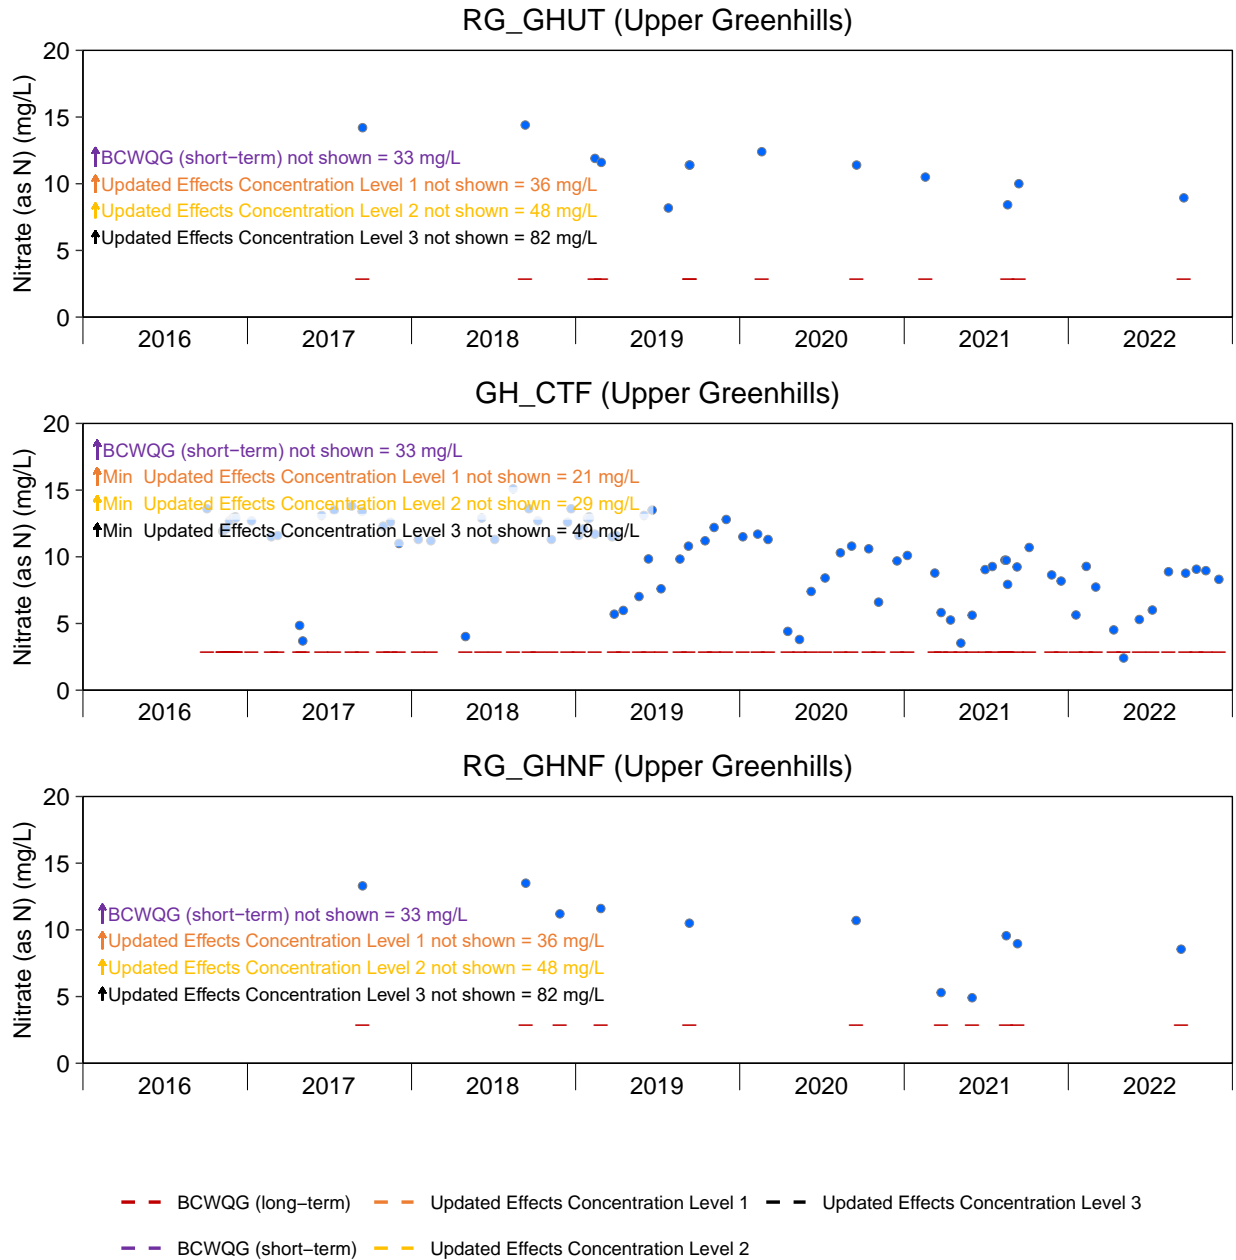 RG_GHUT (Upper Greenhills)
Nitrate (as N) (mg/L)
20
15
10
5
0
BCWQG (short−term) not shown = 33 mg/L
Updated Effects Concentration Level 1 not shown = 36 mg/L
Updated Effects Concentration Level 2 not shown = 48 mg/L
Updated Effects Concentration Level 3 not shown = 82 mg/L
2016 2017 2018 2019 2020 2021 2022
GH_CTF (Upper Greenhills)
Nitrate (as N) (mg/L)
20
15
10
5
0
BCWQG (short−term) not shown = 33 mg/L
Min Updated Effects Concentration Level 1 not shown = 21 mg/L
Min Updated Effects Concentration Level 2 not shown = 29 mg/L
Min Updated Effects Concentration Level 3 not shown = 49 mg/L
2016 2017 2018 2019 2020 2021 2022
RG_GHNF (Upper Greenhills)
Nitrate (as N) (mg/L)
20
15
10
5
0
BCWQG (short−term) not shown = 33 mg/L
Updated Effects Concentration Level 1 not shown = 36 mg/L
Updated Effects Concentration Level 2 not shown = 48 mg/L
Updated Effects Concentration Level 3 not shown = 82 mg/L
2016 2017 2018 2019 2020 2021 2022
BCWQG (long−term) Updated Effects Concentration Level 1 Updated Effects Concentration Level 3
BCWQG (short−term) Updated Effects Concentration Level 2